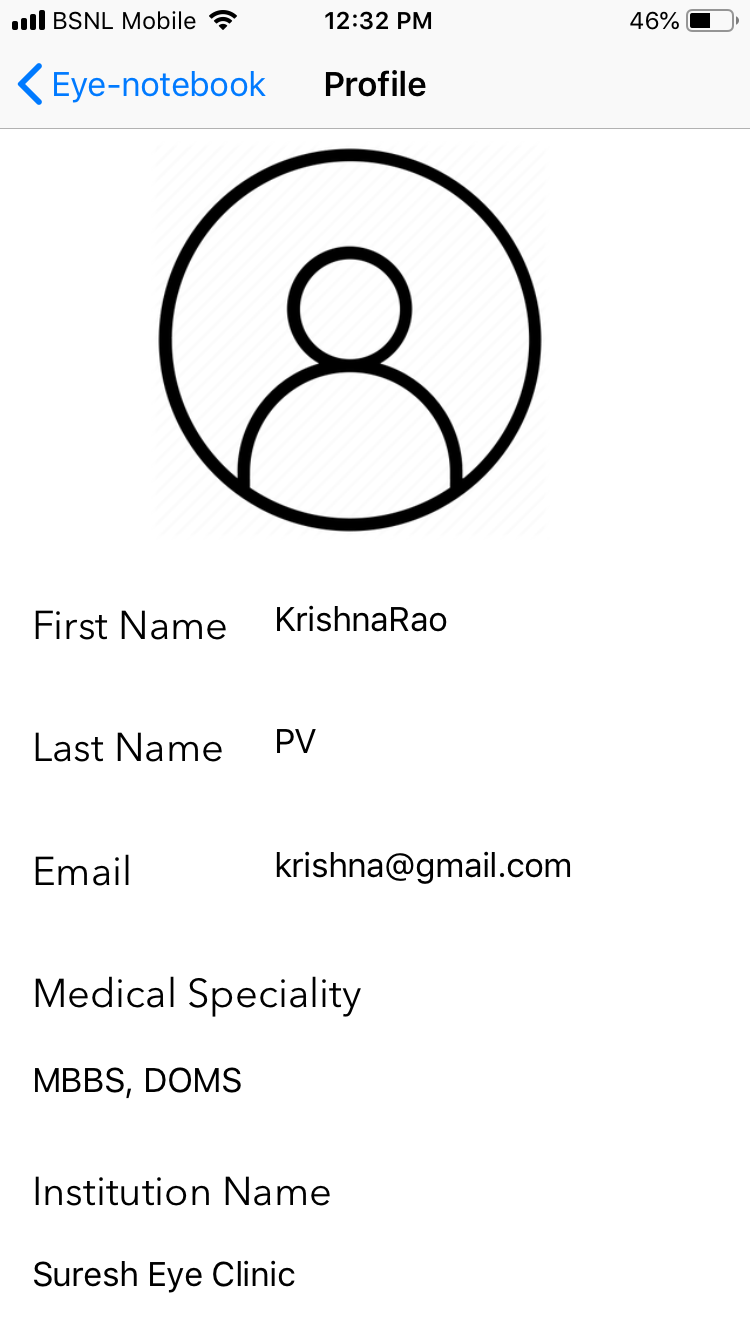 BSNL Mobile 12:32 PM 46%
Eye-notebook Profile
First Name KrishnaRao
Last Name PV
Email krishna@gmail.com
Medical Speciality
MBBS, DOMS
Institution Name
Suresh Eye Clinic